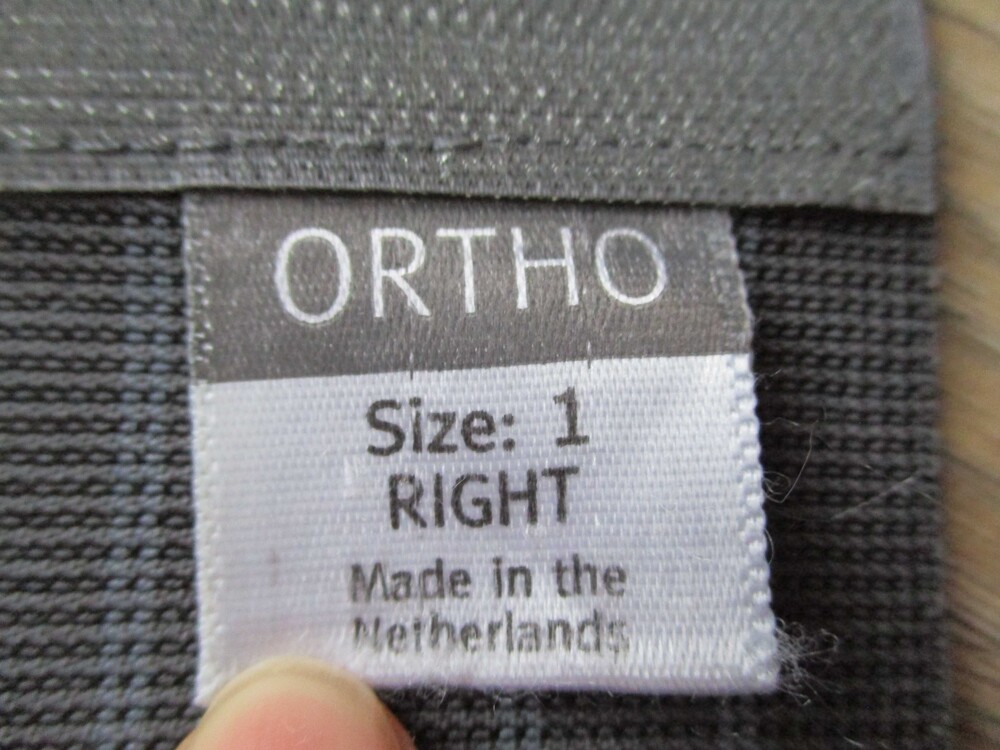 ORTHO
Size: 1
RIGHT
Made in the
Netherlands